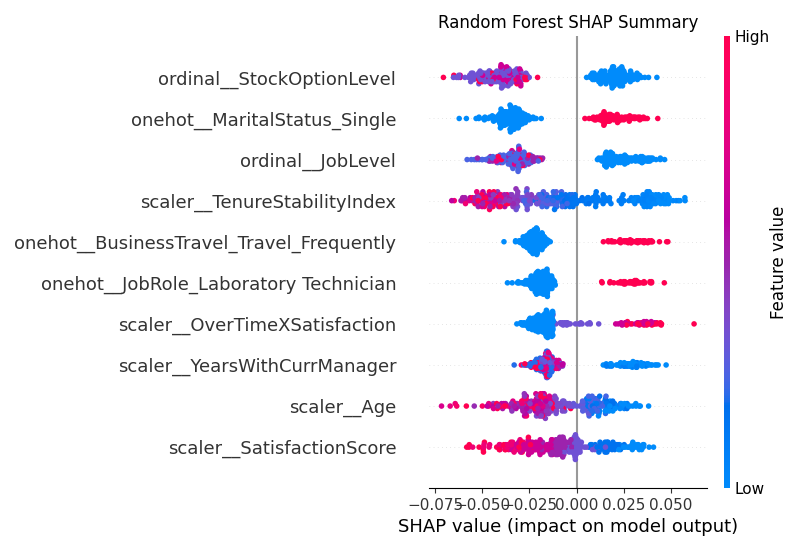 Random Forest SHAP Summary
High
ordinal__StockOptionLevel
onehot__MaritalStatus_Single
ordinal__JobLevel
scaler__TenureStabilityIndex
onehot__BusinessTravel_Travel_Frequently
onehot__JobRole_Laboratory Technician
scaler__OverTimeXSatisfaction
scaler__YearsWithCurrManager
scaler__Age
scaler__SatisfactionScore
Feature value
Low
−0.075−0.050−0.025 0.000 0.025 0.050
SHAP value (impact on model output)